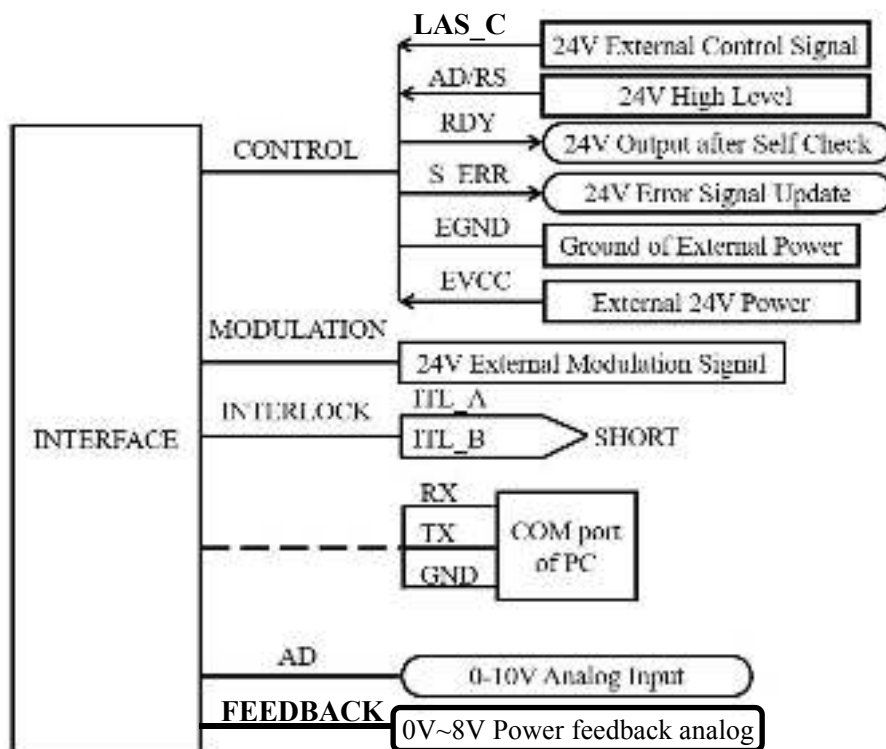 LAS_C
24V External Control Signal
AD/RS
24V High Level
RDY
24V Output after Self Check
CONTROL
S_ERR
24V Error Signal Update
EGND
Ground of External Power
EVCC
External 24V Power
MODULATION
24V External Modulation Signal
INTERLOCK
ITL_A
ITL_B
SHORT
INTERFACE
RX
TX
GND
COM port
of PC
AD
0-10V Analog Input
FEEDBACK
0V~8V Power feedback analog